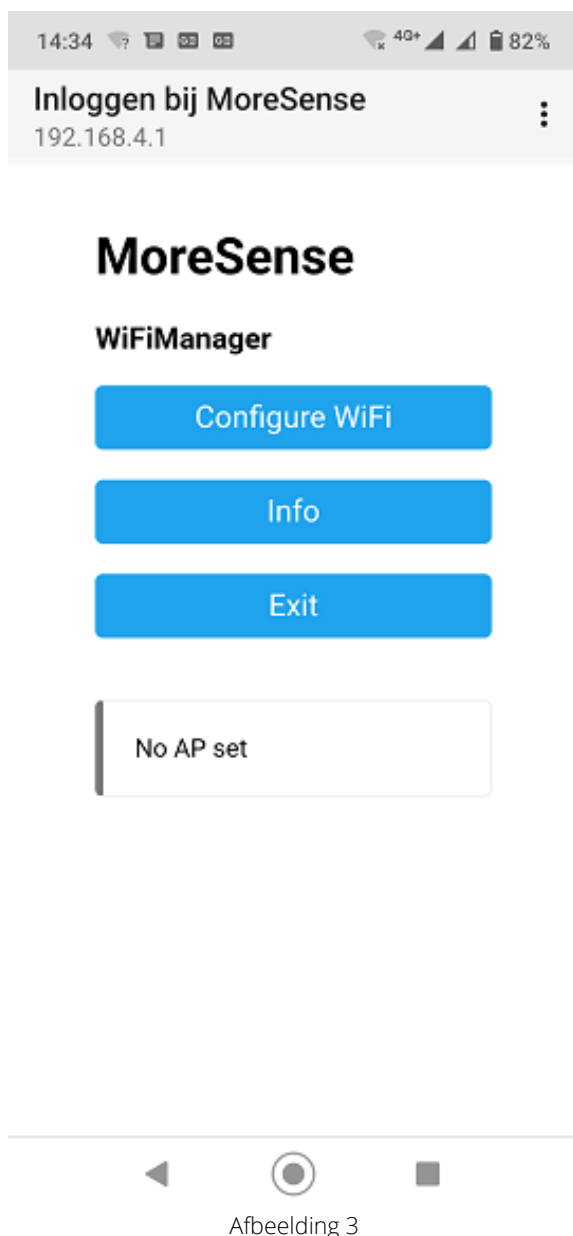 14:34 4G+ 82%
Inloggen bij MoreSense
192.168.4.1
MoreSense
WiFiManager
Configure WiFi
Info
Exit
No AP set
Afbeelding 3